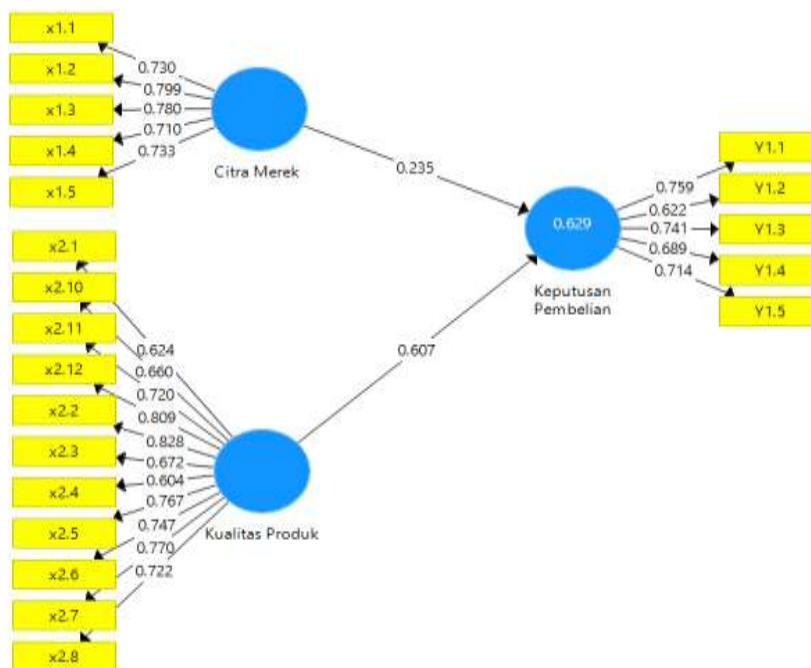 x1.1
x1.2
x1.3
x1.4
x1.5
0.730
0.799
0.780
0.710
0.733
Citra Merek
0.235
x2.1
x2.10
x2.11
x2.12
x2.2
x2.3
x2.4
x2.5
x2.6
x2.7
x2.8
0.624
0.660
0.720
0.809
0.828
0.672
0.604
0.767
0.747
0.770
0.722
Kualitas Produk
0.607
0.629
Keputusan
Pembelian
0.759
0.622
0.741
0.689
0.714
Y1.1
Y1.2
Y1.3
Y1.4
Y1.5